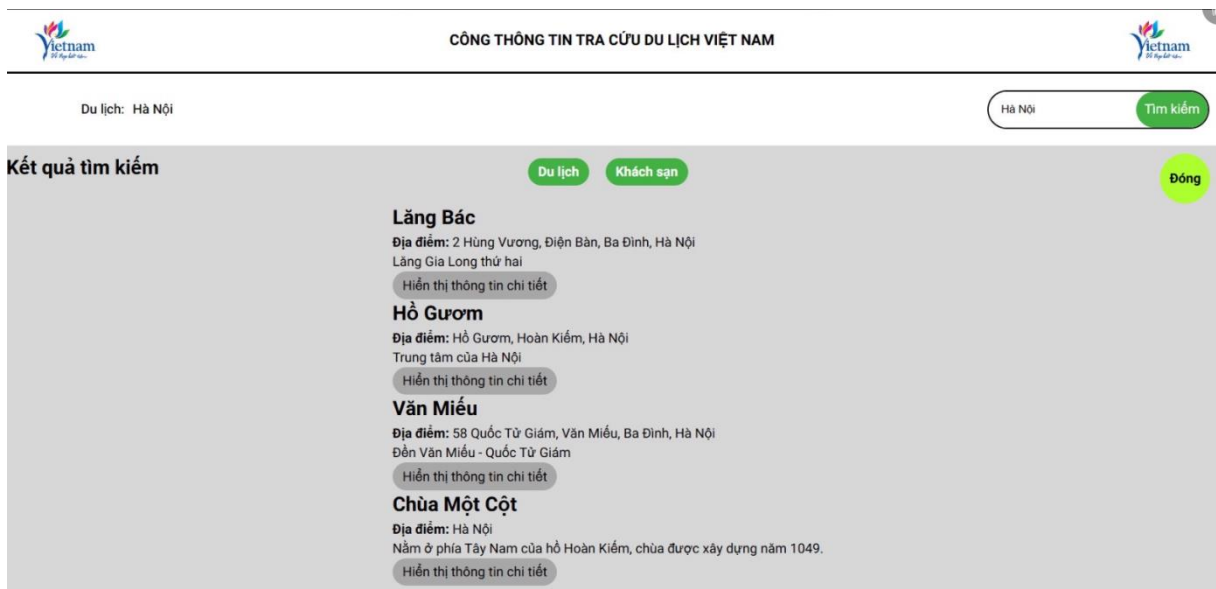 Vietnam
CÔNG THÔNG TIN TRA CỨU DU LỊCH VIỆT NAM
Vietnam
Du lịch: Hà Nội
Hà Nội
Tìm kiếm
Kết quả tìm kiếm
Du lịch
Khách sạn
Đóng
Lăng Bác
Địa điểm: 2 Hùng Vương, Điện Bàn, Ba Đình, Hà Nội
Lăng Gia Long thứ hai
Hiển thị thông tin chi tiết
Hồ Gươm
Địa điểm: Hồ Gươm, Hoàn Kiếm, Hà Nội
Trung tâm của Hà Nội
Hiển thị thông tin chi tiết
Văn Miếu
Địa điểm: 58 Quốc Tử Giám, Văn Miếu, Ba Đình, Hà Nội
Đền Văn Miếu - Quốc Tử Giám
Hiển thị thông tin chi tiết
Chùa Một Cột
Địa điểm: Hà Nội
Nằm ở phía Tây Nam của hồ Hoàn Kiếm, chùa được xây dựng năm 1049.
Hiển thị thông tin chi tiết